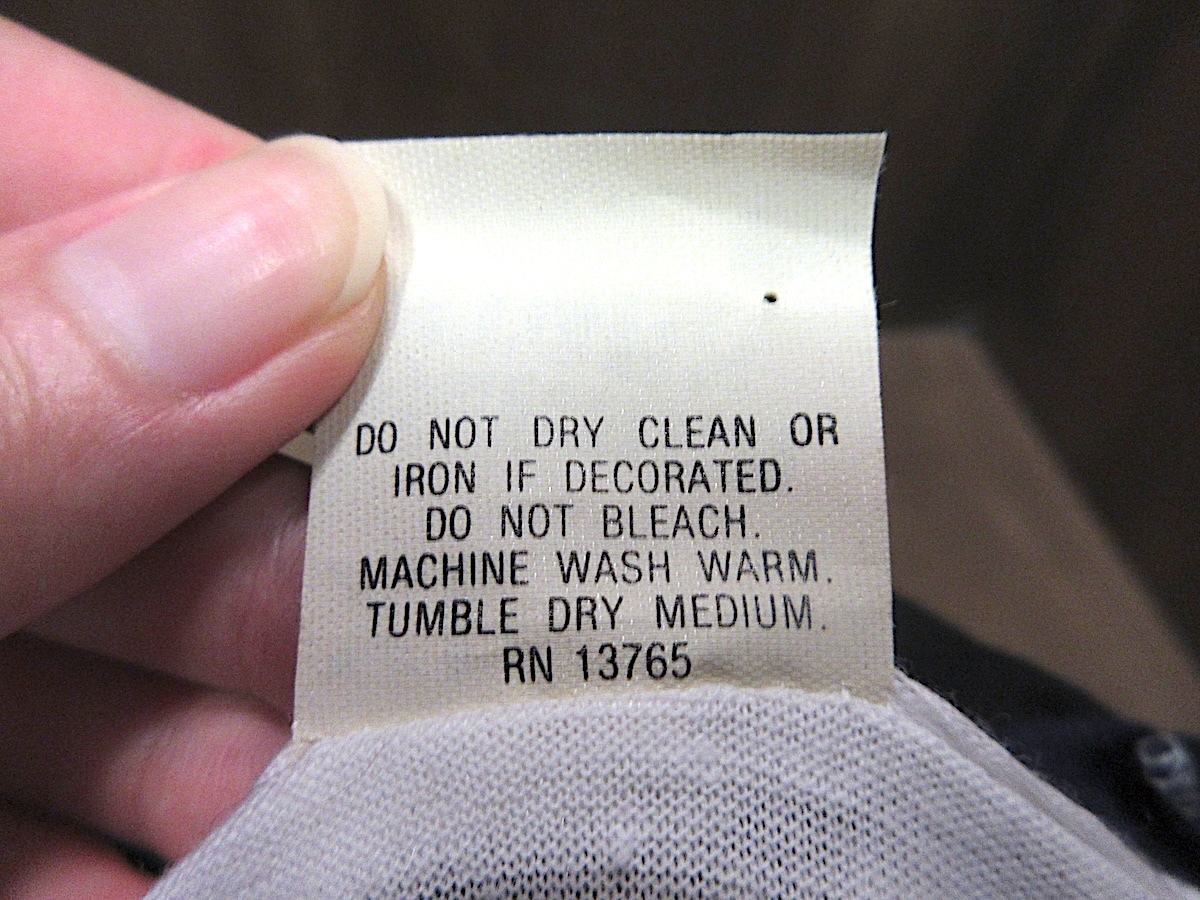 DO NOT DRY CLEAN OR
IRON IF DECORATED.
DO NOT BLEACH.
MACHINE WASH WARM.
TUMBLE DRY MEDIUM.
RN 13765